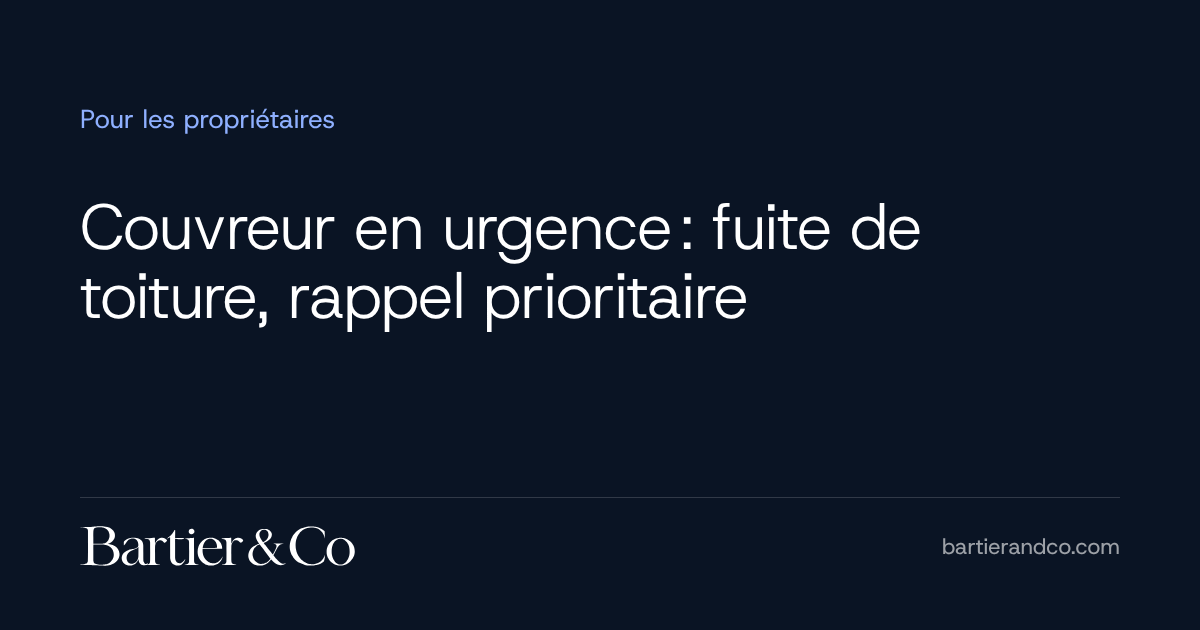 Pour les propriétaires
Couvreur en urgence : fuite de
toiture, rappel prioritaire
Bartier & Co
bartierandco.com